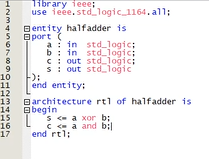 1 library ieee;
2 use ieee.std_logic_1164.all;
3
4 entity halfadder is
5 port (
6 a : in std_logic;
7 b : in std_logic;
8 c : out std_logic;
9 s : out std_logic
10 );
11 end entity;
12
13 architecture rtl of halfadder is
14 begin
15 s <= a xor b;
16 c <= a and b;
17 end rtl;